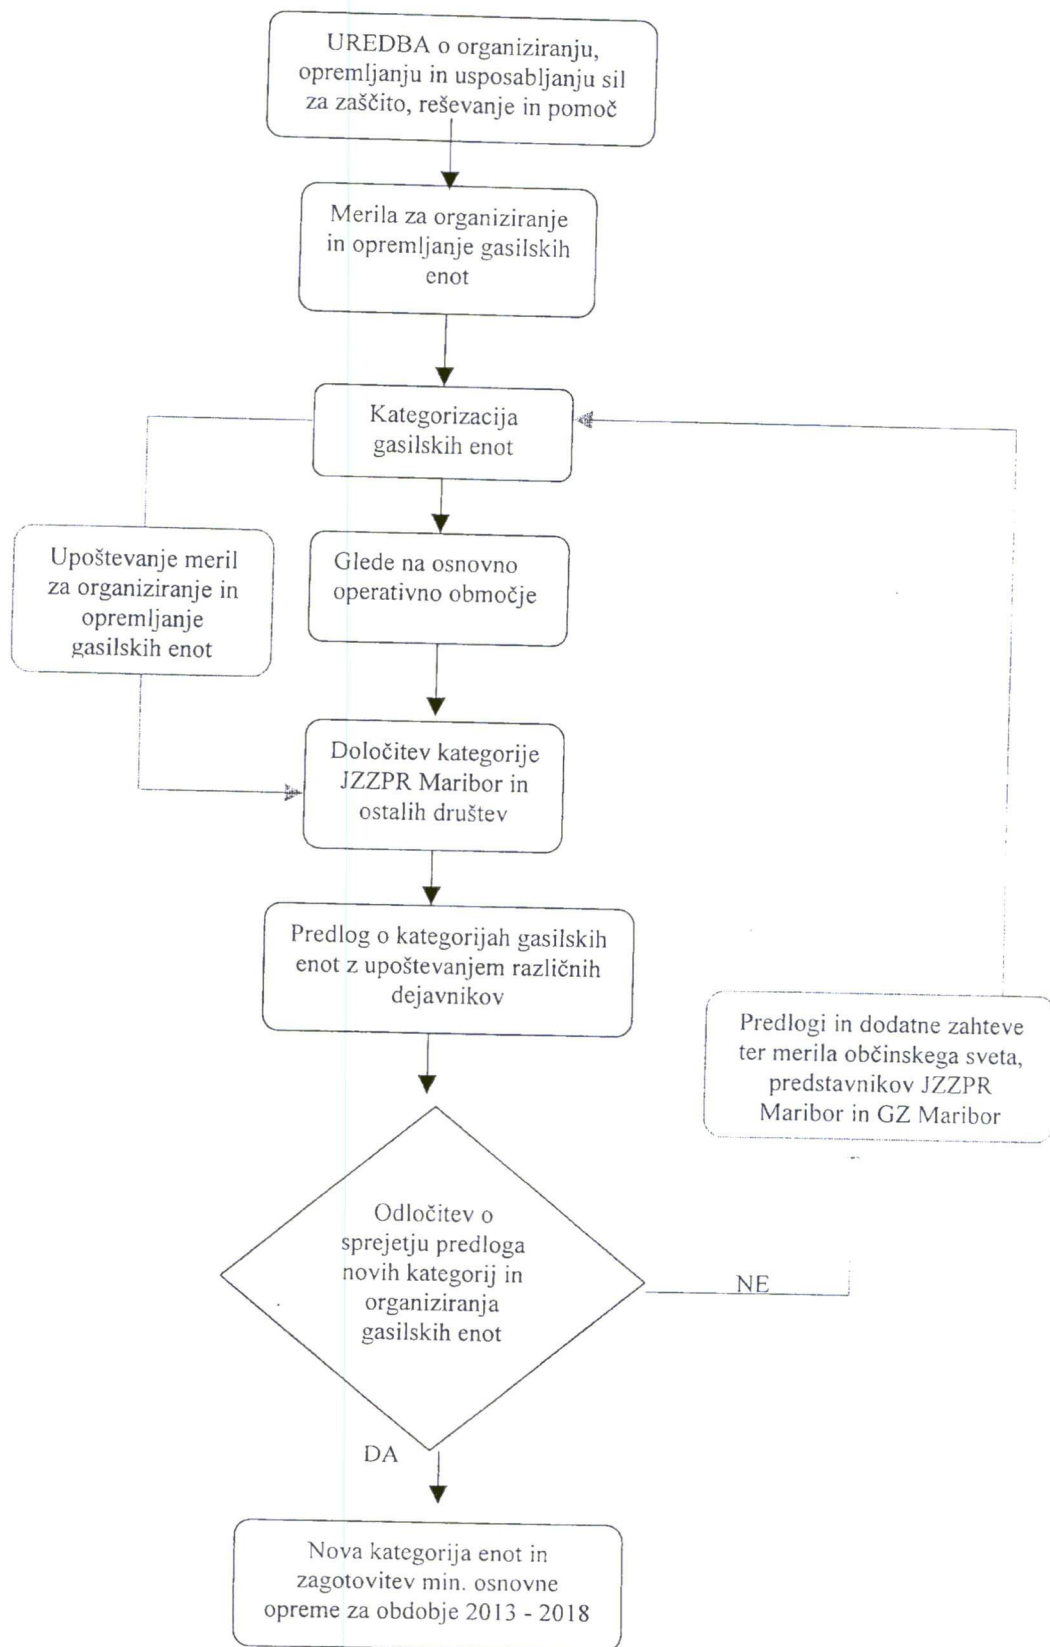 UREDBA o organiziranju,
opremljanju in usposabljanju sil
za zaščito, reševanje in pomoč
Merila za organiziranje
in opremljanje gasilskih
enot
Kategorizacija
gasilskih enot
Upoštevanje meril
za organiziranje in
opremljanje
gasilskih enot
Glede na osnovno
operativno območje
Določitev kategorije
JZZPR Maribor in
ostalih društev
Predlog o kategorijah gasilskih
enot z upoštevanjem različnih
dejavnikov
Predlogi in dodatne zahteve
ter merila občinskega sveta,
predstavnikov JZZPR
Maribor in GZ Maribor
Odločitev o
sprejetju predloga
novih kategorij in
organiziranja
gasilskih enot
NE
DA
Nova kategorija enot in
zagotovitev min. osnovne
opreme za obdobje 2013 - 2018